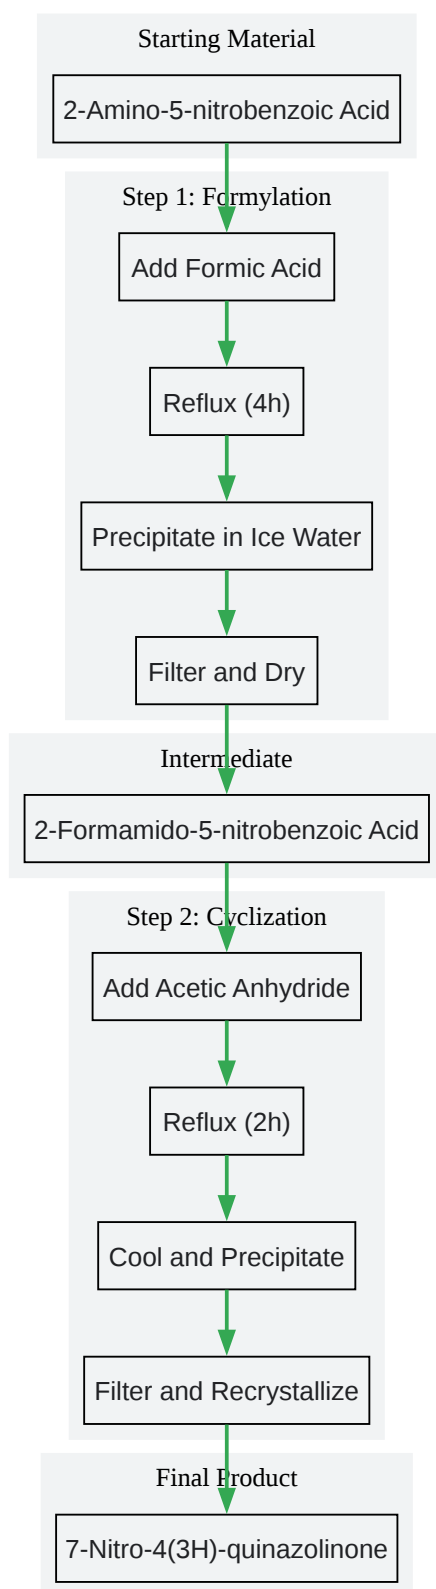 Starting Material
2-Amino-5-nitrobenzoic Acid
Step 1: Formylation
Add Formic Acid
Reflux (4h)
Precipitate in Ice Water
Filter and Dry
Intermediate
2-Formamido-5-nitrobenzoic Acid
Step 2: Cyclization
Add Acetic Anhydride
Reflux (2h)
Cool and Precipitate
Filter and Recrystallize
Final Product
7-Nitro-4(3H)-quinazolinone